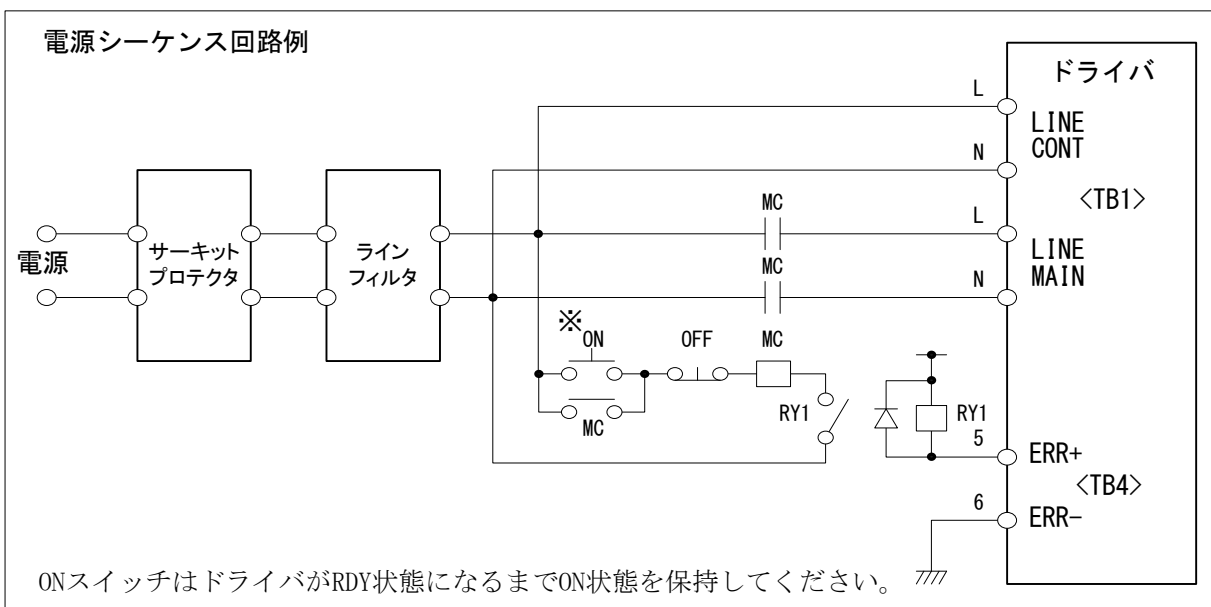 電源シーケンス回路例
ドライバ
L
LINE
CONT
N
<TB1>
MC
L
LINE
MAIN
MC
N
電源
サーキット
プロテクタ
ライン
フィルタ
※
ON
OFF
MC
MC
RY1
RY1
5
ERR+
<TB4>
6
ERR-
ONスイッチはドライバがRDY状態になるまでON状態を保持してください。